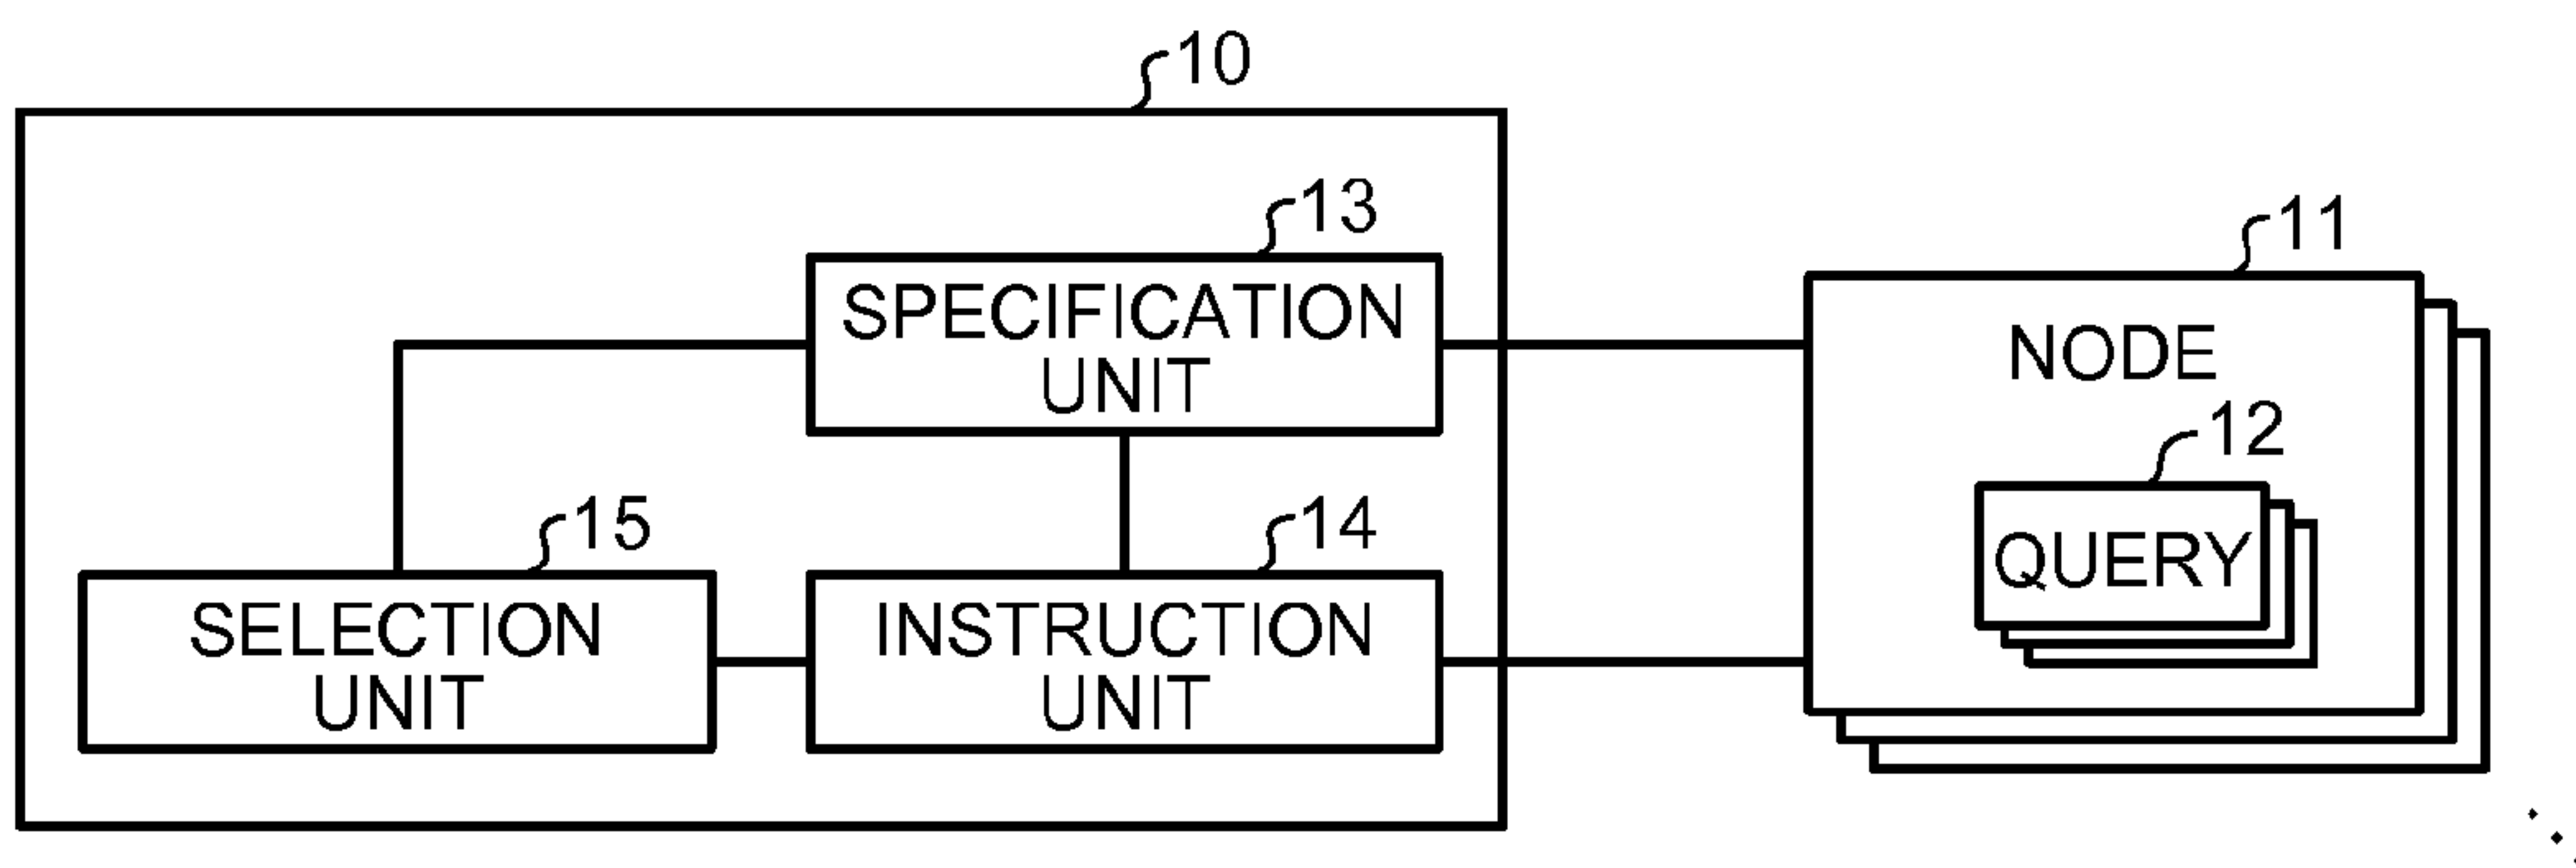 10
13
SPECIFICATION
UNIT
11
NODE
12
QUERY
15
SELECTION
UNIT
14
INSTRUCTION
UNIT